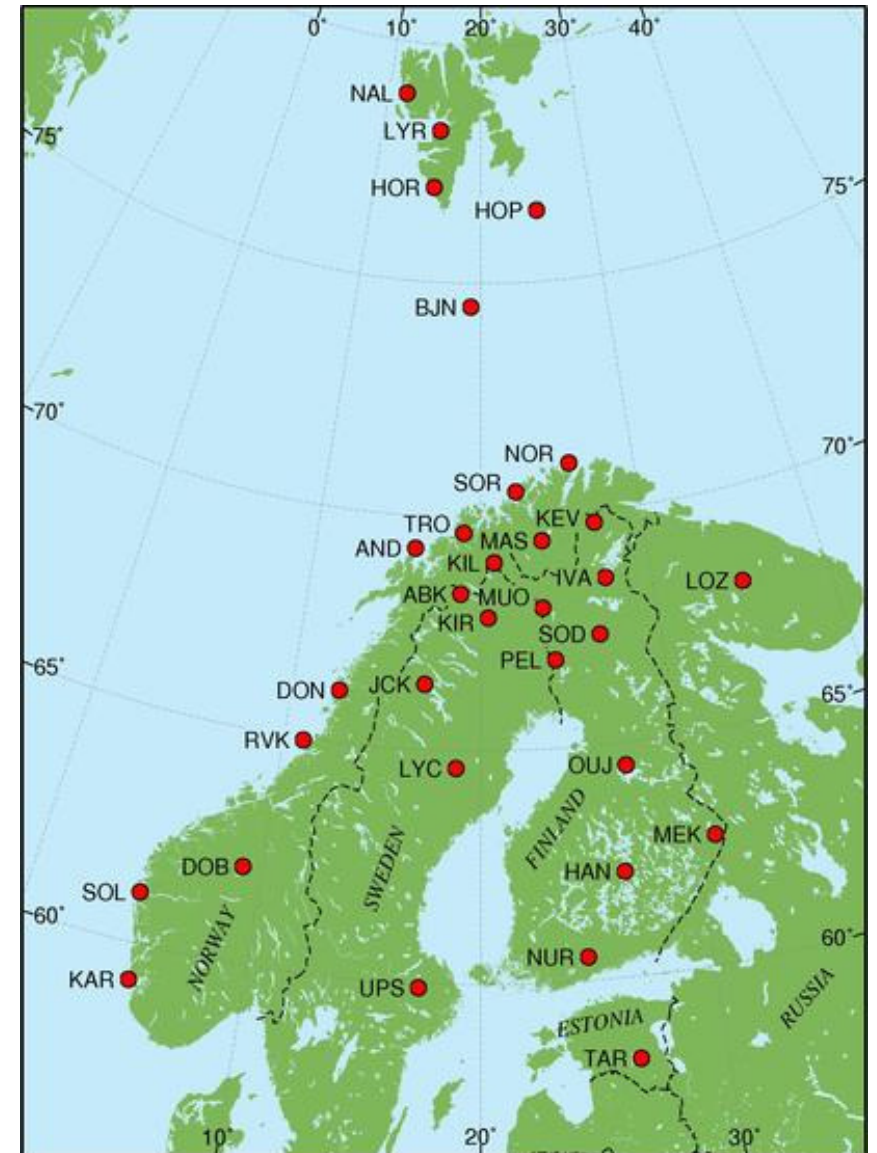 0° 10° 20° 30° 40°
NAL
75°
LYR
75°
HOR
HOP
BJN
70°
70°
NOR
SOR
TRO
KEV
AND
MAS
KIL
IVA
LOZ
ABK
MUO
KIR
SOD
PEL
65°
JCK
65°
DON
RVK
OUJ
LYC
FINLAND
MEK
DOB
SWEDEN
HAN
SOL
60°
NORWAY
60°
NUR
KAR
UPS
RUSSIA
ESTONIA
TAR
10° 20° 30°